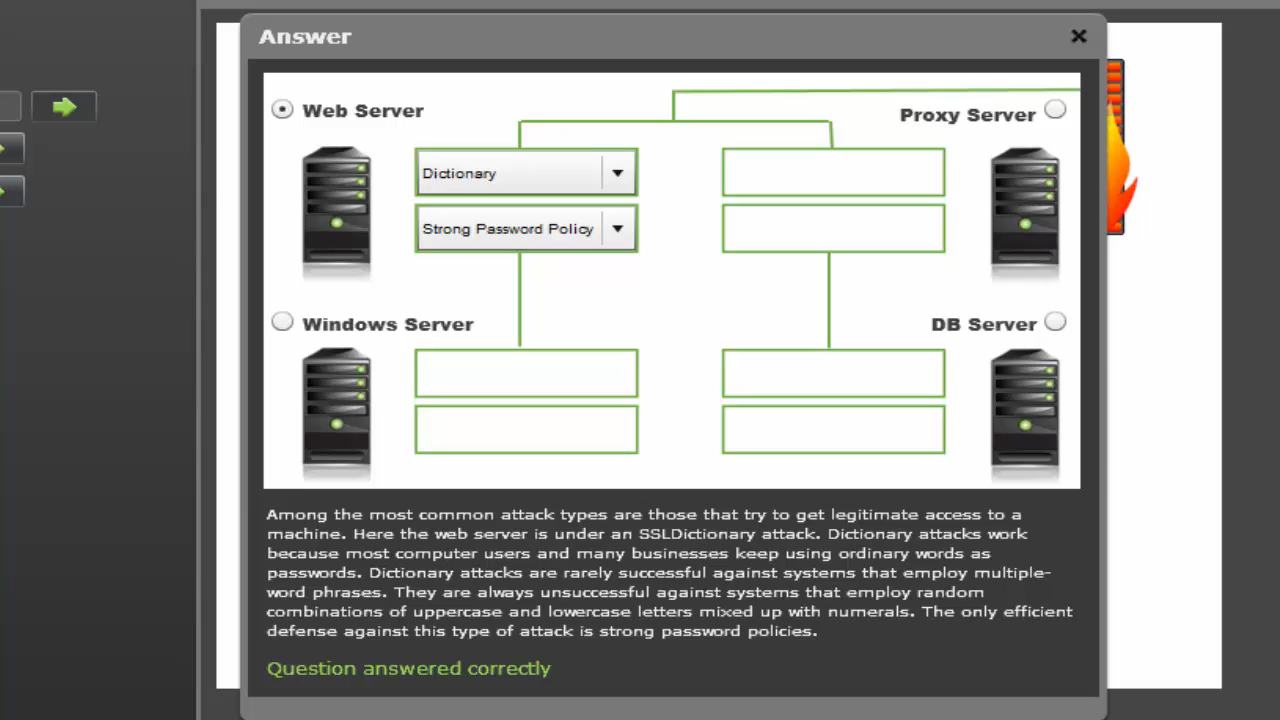 Answer
Web Server
Proxy Server
Dictionary
Strong Password Policy
Windows Server
DB Server
Among the most common attack types are those that try to get legitimate access to a
machine. Here the web server is under an SSLDictionary attack. Dictionary attacks work
because most computer users and many businesses keep using ordinary words as
passwords. Dictionary attacks are rarely successful against systems that employ multiple-
word phrases. They are always unsuccessful against systems that employ random
combinations of uppercase and lowercase letters mixed up with numerals. The only efficient
defense against this type of attack is strong password policies.
Question answered correctly